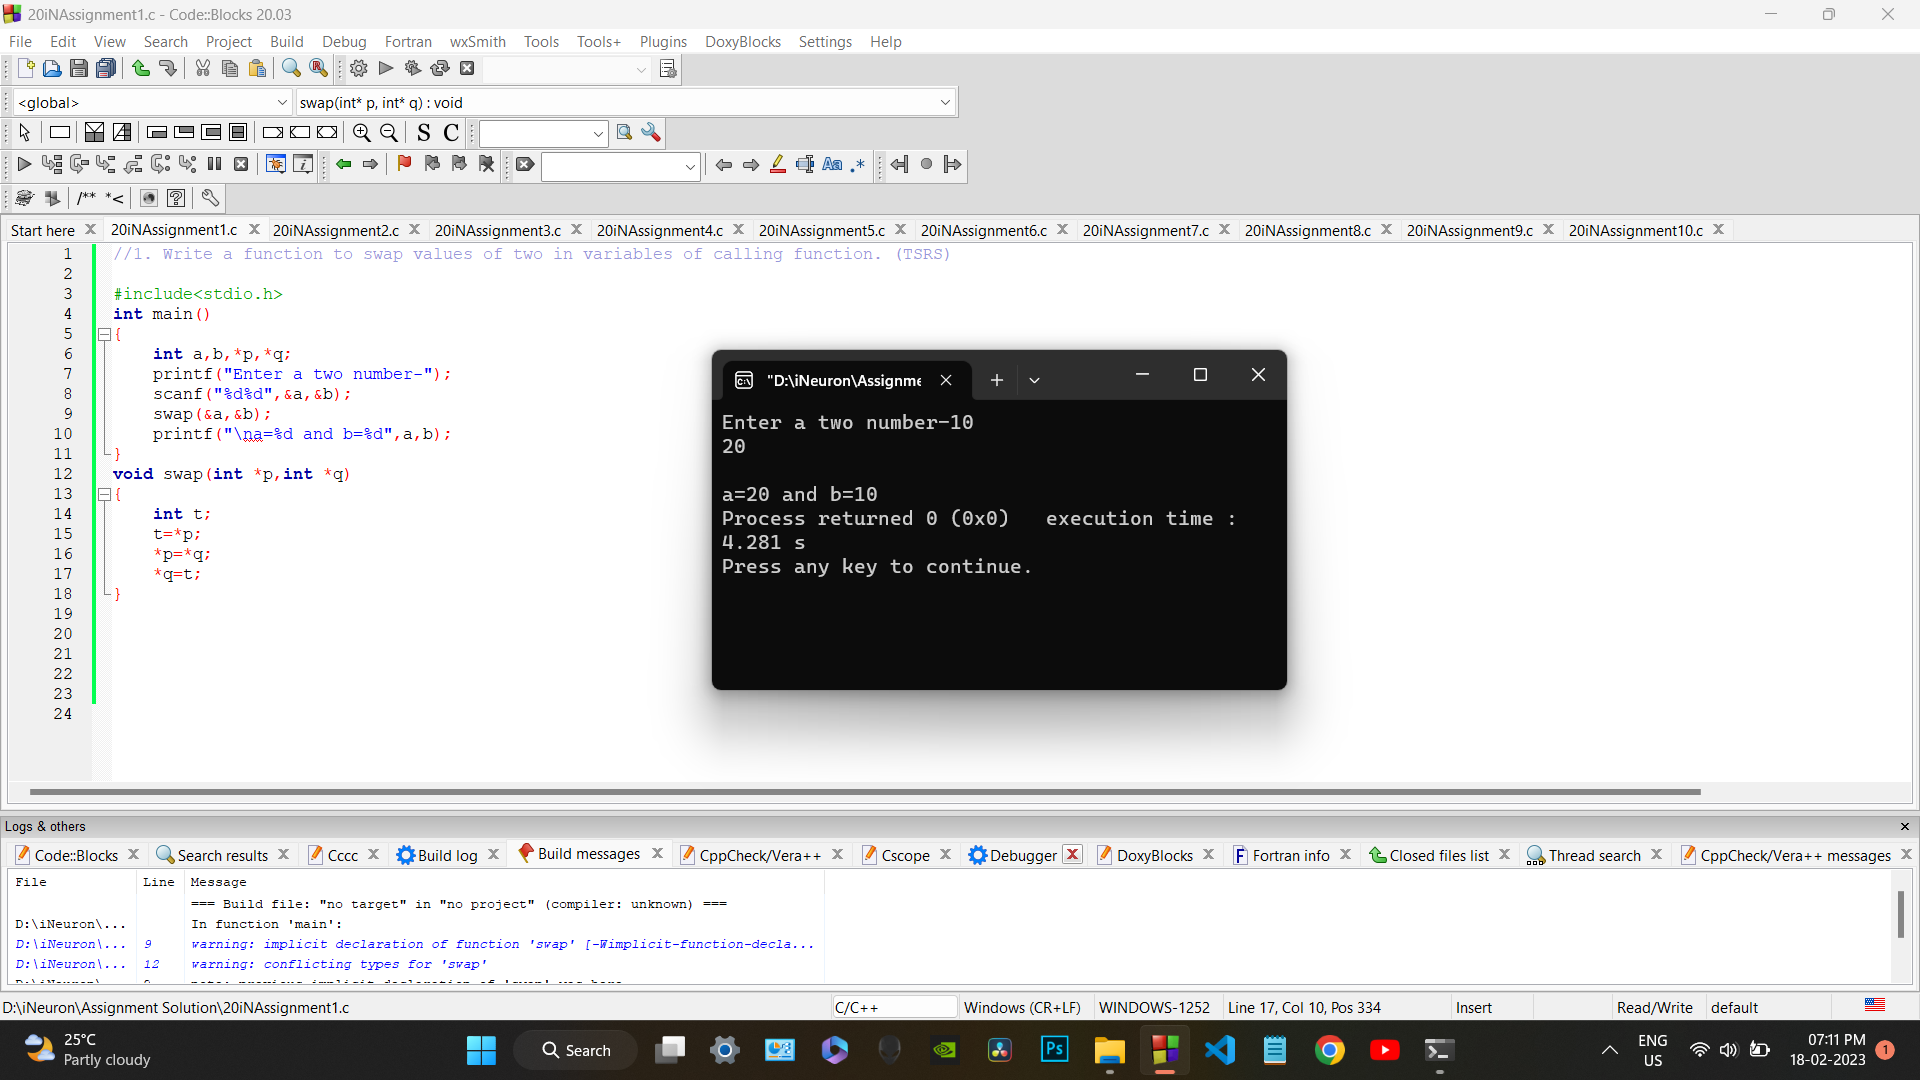 20iNAssignment1.c - Code::Blocks 20.03
File Edit View Search Project Build Debug Fortran wxSmith Tools Tools+ Plugins DoxyBlocks Settings Help
<global> swap(int* p, int* q) : void
S C
/** *<
Start here 20iNAssignment1.c 20iNAssignment2.c 20iNAssignment3.c 20iNAssignment4.c 20iNAssignment5.c 20iNAssignment6.c 20iNAssignment7.c 20iNAssignment8.c 20iNAssignment9.c 20iNAssignment10.c
1 //1. Write a function to swap values of two in variables of calling function. (TSRS)
2
3 #include<stdio.h>
4 int main()
5 {
6 int a,b,*p,*q;
7 printf("Enter a two number-");
8 scanf("%d%d",&a,&b);
9 swap(&a,&b);
10 printf("\na=%d and b=%d",a,b);
11 }
12 void swap(int *p,int *q)
13 {
14 int t;
15 t=*p;
16 *p=*q;
17 *q=t;
18 }
19
20
21
22
23
24
"D:\iNeuron\Assignme
Enter a two number-10
20
a=20 and b=10
Process returned 0 (0x0) execution time :
4.281 s
Press any key to continue.
Logs & others
Code::Blocks Search results Cccc Build log Build messages CppCheck/Vera++ Cscope Debugger DoxyBlocks Fortran info Closed files list Thread search CppCheck/Vera++ messages
File Line Message
=== Build file: "no target" in "no project" (compiler: unknown) ===
D:\iNeuron\... In function 'main':
D:\iNeuron\... 9 warning: implicit declaration of function 'swap' [-Wimplicit-function-decla...
D:\iNeuron\... 12 warning: conflicting types for 'swap'
D:\iNeuron\Assignment Solution\20iNAssignment1.c C/C++ Windows (CR+LF) WINDOWS-1252 Line 17, Col 10, Pos 334 Insert Read/Write default
25°C
Partly cloudy
Search
Ps
ENG
US
07:11 PM
18-02-2023
1